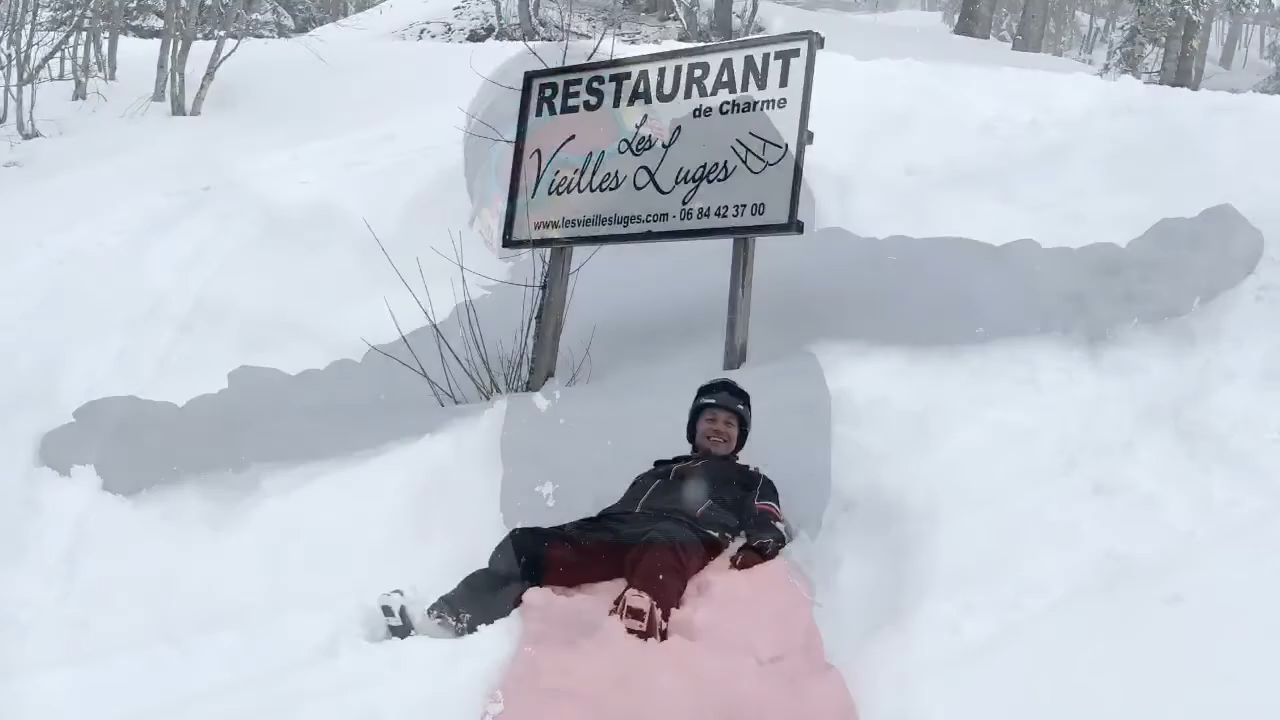 RESTAURANT
de Charme
Les
Vieilles Luges
www.lesvieillesluges.com - 06 84 42 37 00